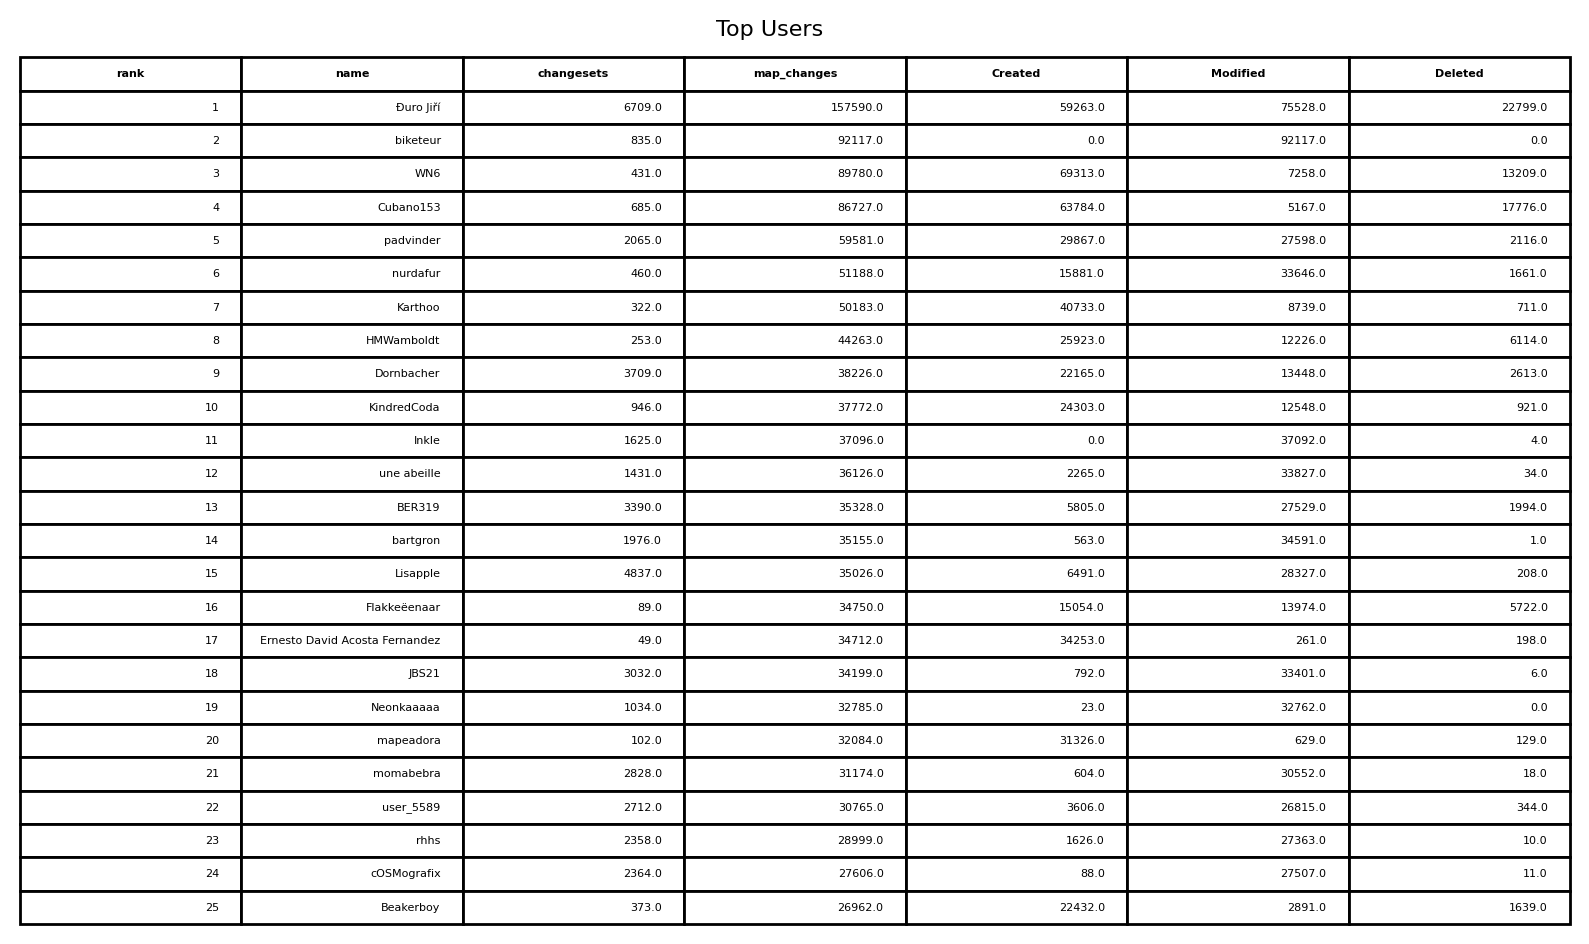 Top Users
rank name changesets map_changes Created Modified Deleted
1 Đuro Jiří 6709.0 157590.0 59263.0 75528.0 22799.0
2 biketeur 835.0 92117.0 0.0 92117.0 0.0
3 WN6 431.0 89780.0 69313.0 7258.0 13209.0
4 Cubano153 685.0 86727.0 63784.0 5167.0 17776.0
5 padvinder 2065.0 59581.0 29867.0 27598.0 2116.0
6 nurdafur 460.0 51188.0 15881.0 33646.0 1661.0
7 Karthoo 322.0 50183.0 40733.0 8739.0 711.0
8 HMWamboldt 253.0 44263.0 25923.0 12226.0 6114.0
9 Dornbacher 3709.0 38226.0 22165.0 13448.0 2613.0
10 KindredCoda 946.0 37772.0 24303.0 12548.0 921.0
11 Inkle 1625.0 37096.0 0.0 37092.0 4.0
12 une abeille 1431.0 36126.0 2265.0 33827.0 34.0
13 BER319 3390.0 35328.0 5805.0 27529.0 1994.0
14 bartgron 1976.0 35155.0 563.0 34591.0 1.0
15 Lisapple 4837.0 35026.0 6491.0 28327.0 208.0
16 Flakkeëenaar 89.0 34750.0 15054.0 13974.0 5722.0
17 Ernesto David Acosta Fernandez 49.0 34712.0 34253.0 261.0 198.0
18 JBS21 3032.0 34199.0 792.0 33401.0 6.0
19 Neonkaaaaa 1034.0 32785.0 23.0 32762.0 0.0
20 mapeadora 102.0 32084.0 31326.0 629.0 129.0
21 momabebra 2828.0 31174.0 604.0 30552.0 18.0
22 user_5589 2712.0 30765.0 3606.0 26815.0 344.0
23 rhhs 2358.0 28999.0 1626.0 27363.0 10.0
24 cOSMografix 2364.0 27606.0 88.0 27507.0 11.0
25 Beakerboy 373.0 26962.0 22432.0 2891.0 1639.0